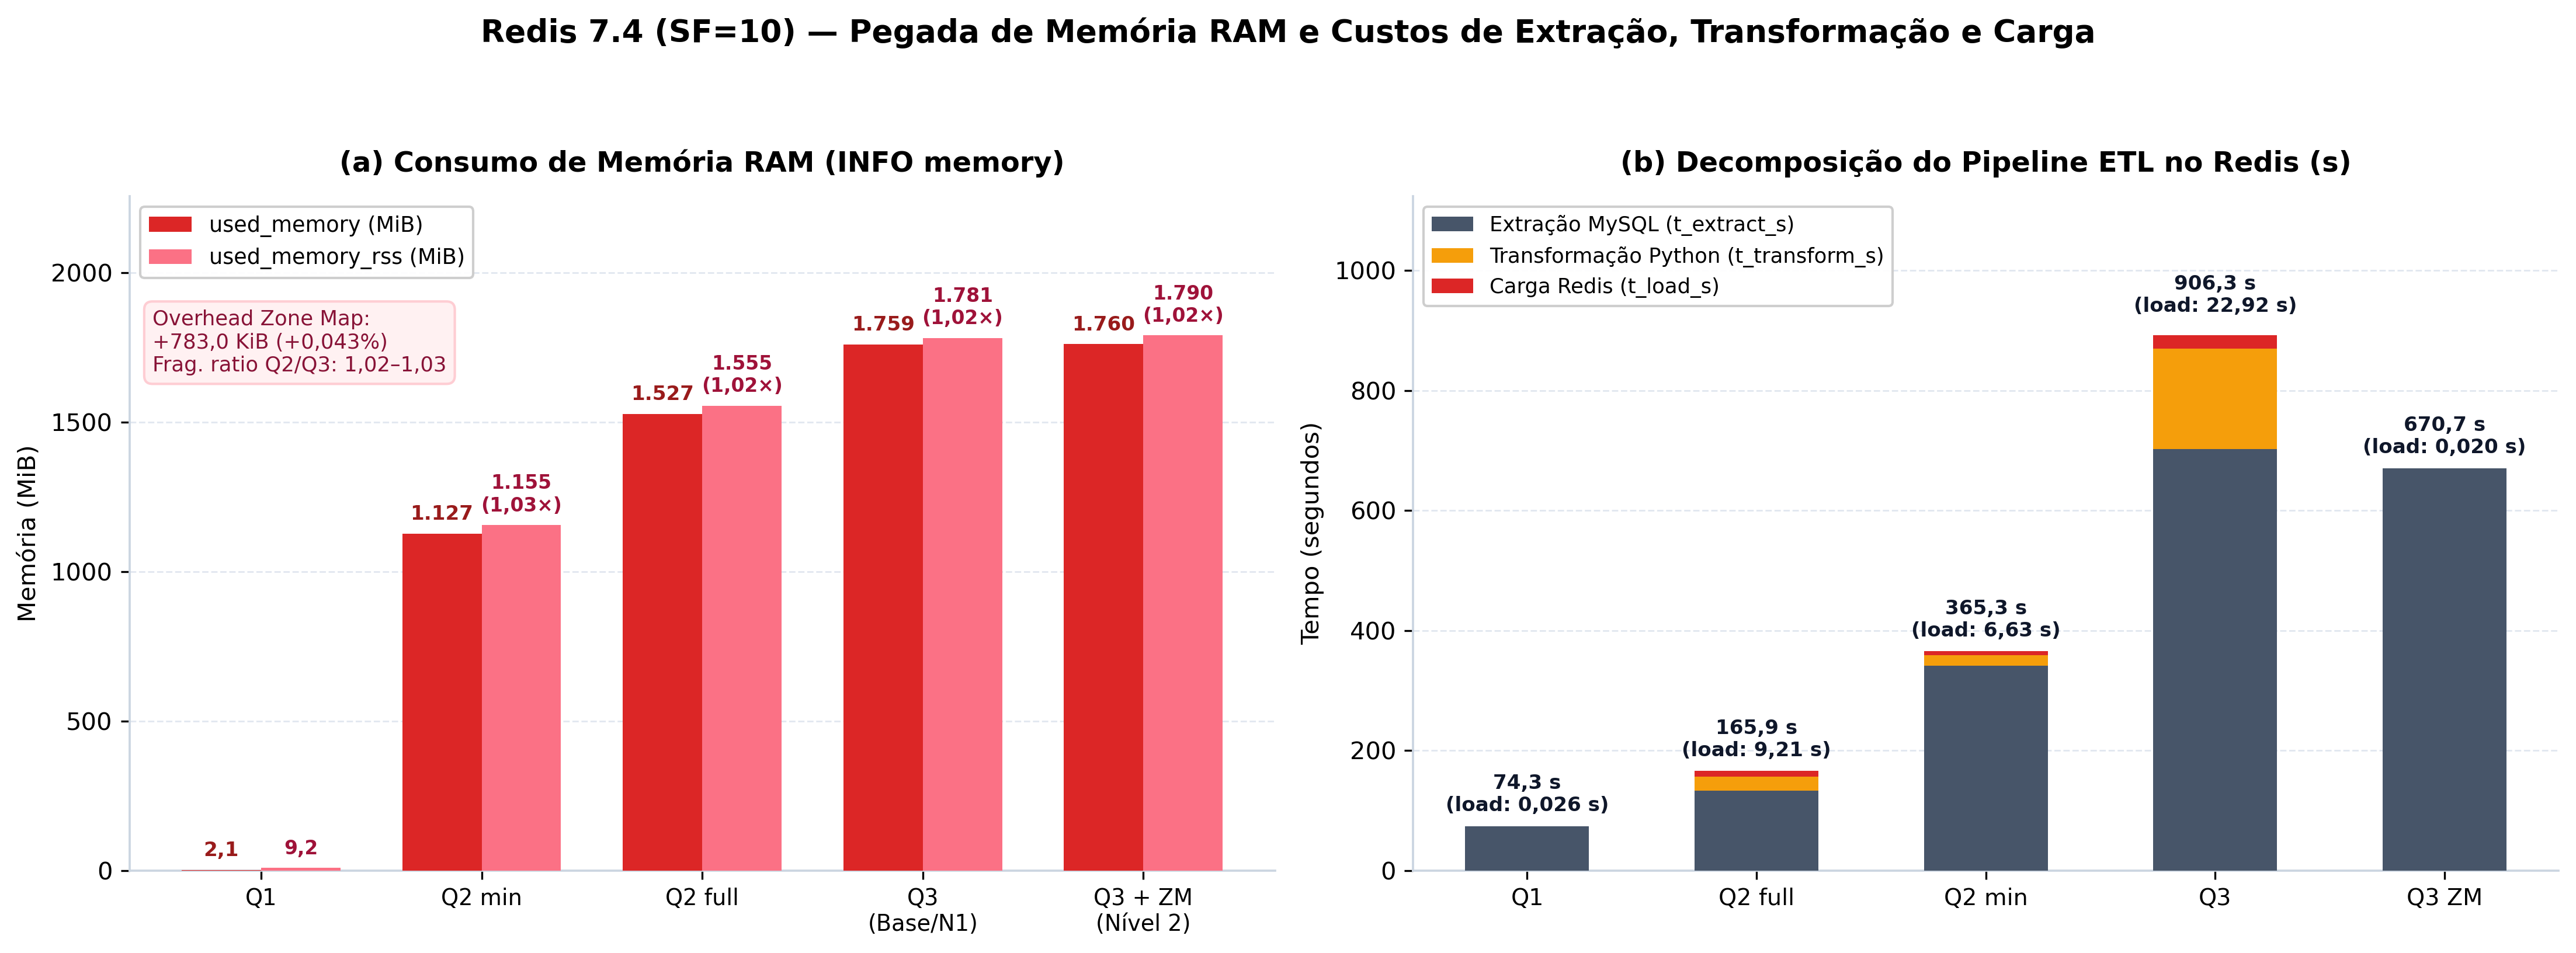 Redis 7.4 (SF=10) — Pegada de Memória RAM e Custos de Extração, Transformação e Carga
(a) Consumo de Memória RAM (INFO memory)
used_memory (MiB)
used_memory_rss (MiB)
Overhead Zone Map:
+783,0 KiB (+0,043%)
Frag. ratio Q2/Q3: 1,02–1,03
Memória (MiB)
2000
1500
1000
500
0
2,1
9,2
1.127
1.155
(1,03×)
1.527
1.555
(1,02×)
1.759
1.781
(1,02×)
1.760
1.790
(1,02×)
Q1
Q2 min
Q2 full
Q3
(Base/N1)
Q3 + ZM
(Nível 2)
(b) Decomposição do Pipeline ETL no Redis (s)
Extração MySQL (t_extract_s)
Transformação Python (t_transform_s)
Carga Redis (t_load_s)
Tempo (segundos)
1000
800
600
400
200
0
74,3 s
(load: 0,026 s)
165,9 s
(load: 9,21 s)
365,3 s
(load: 6,63 s)
906,3 s
(load: 22,92 s)
670,7 s
(load: 0,020 s)
Q1
Q2 full
Q2 min
Q3
Q3 ZM